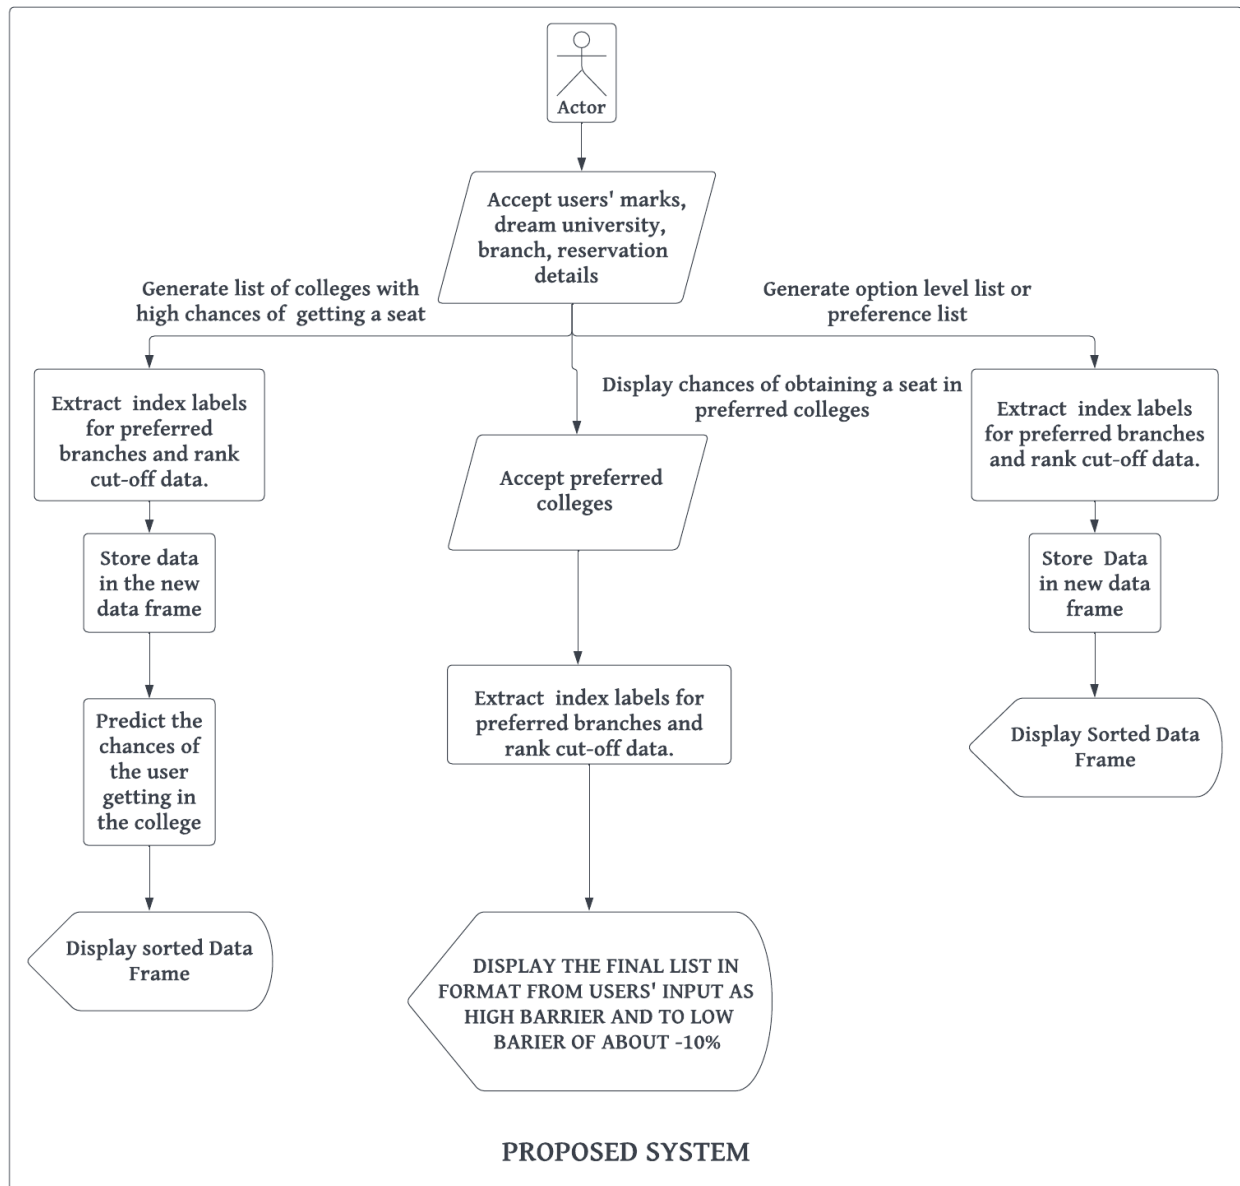 Actor
Accept users' marks,
dream university,
branch, reservation
details
Generate list of colleges with
high chances of getting a seat
Generate option level list or
preference list
Display chances of obtaining a seat in
preferred colleges
Extract index labels
for preferred
branches and rank
cut-off data.
Store data
in the new
data frame
Predict the
chances of
the user
getting in
the college
Display sorted Data
Frame
Accept preferred
colleges
Extract index labels for
preferred branches and
rank cut-off data.
DISPLAY THE FINAL LIST IN
FORMAT FROM USERS' INPUT AS
HIGH BARRIER AND TO LOW
BARIER OF ABOUT -10%
Extract index labels
for preferred branches
and rank cut-off data.
Store Data
in new data
frame
Display Sorted Data
Frame
PROPOSED SYSTEM